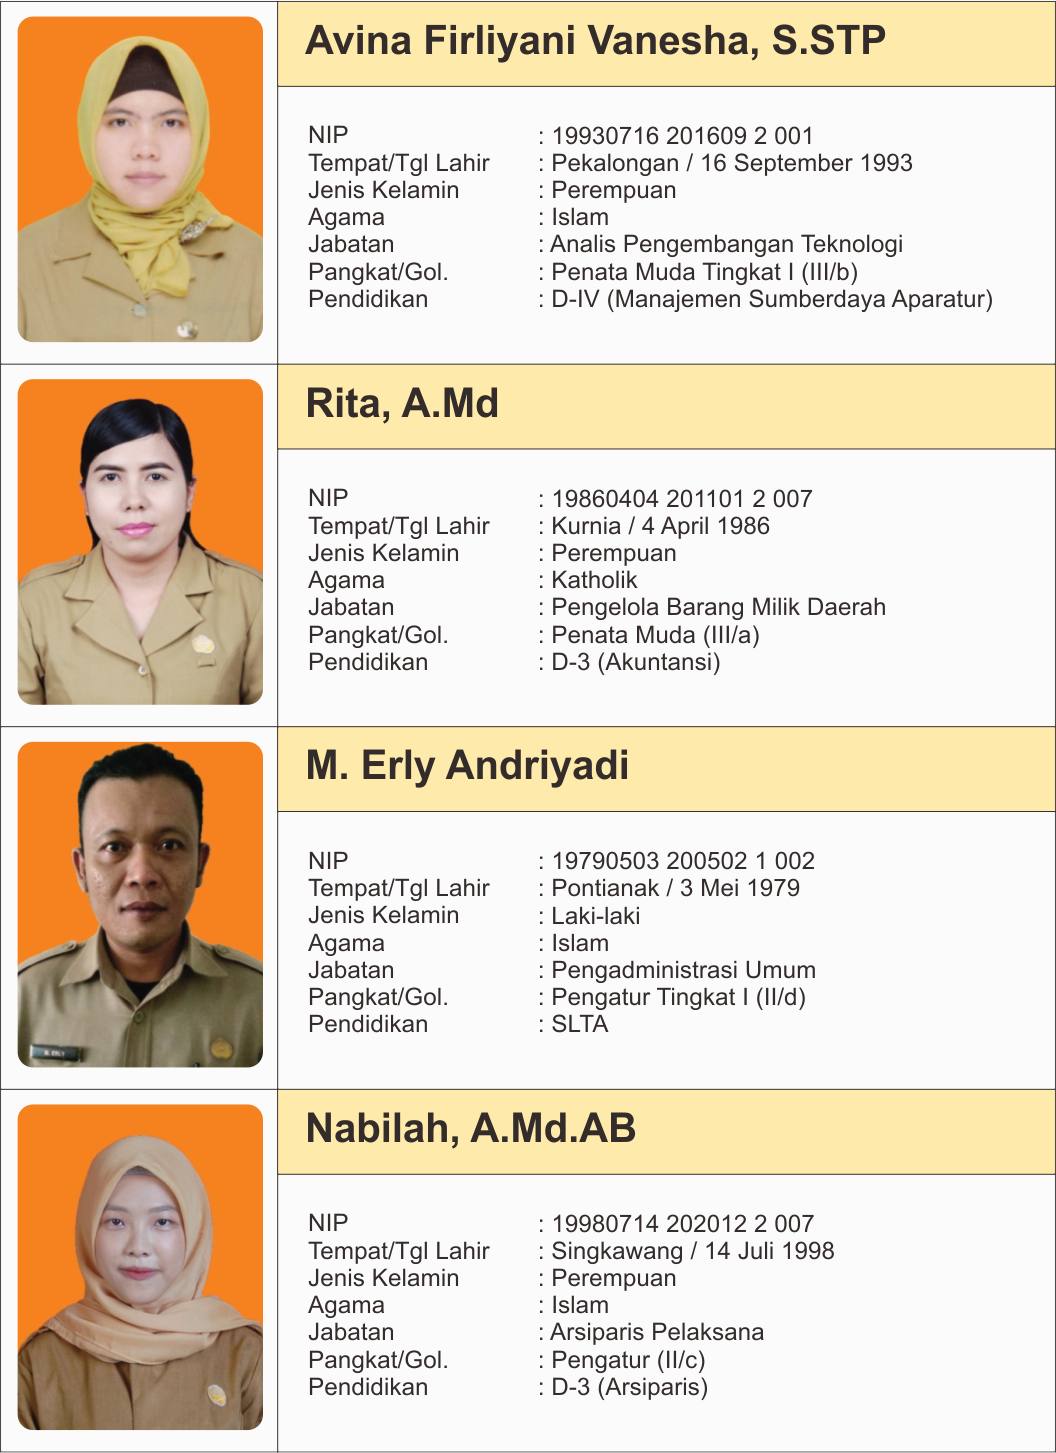 Avina Firliyani Vanesha, S.STP
NIP : 19930716 201609 2 001
Tempat/Tgl Lahir : Pekalongan / 16 September 1993
Jenis Kelamin : Perempuan
Agama : Islam
Jabatan : Analis Pengembangan Teknologi
Pangkat/Gol. : Penata Muda Tingkat I (III/b)
Pendidikan : D-IV (Manajemen Sumberdaya Aparatur)
Rita, A.Md
NIP : 19860404 201101 2 007
Tempat/Tgl Lahir : Kurnia / 4 April 1986
Jenis Kelamin : Perempuan
Agama : Katholik
Jabatan : Pengelola Barang Milik Daerah
Pangkat/Gol. : Penata Muda (III/a)
Pendidikan : D-3 (Akuntansi)
M. Erly Andriyadi
NIP : 19790503 200502 1 002
Tempat/Tgl Lahir : Pontianak / 3 Mei 1979
Jenis Kelamin : Laki-laki
Agama : Islam
Jabatan : Pengadministrasi Umum
Pangkat/Gol. : Pengatur Tingkat I (II/d)
Pendidikan : SLTA
M. ERLY
Nabilah, A.Md.AB
NIP : 19980714 202012 2 007
Tempat/Tgl Lahir : Singkawang / 14 Juli 1998
Jenis Kelamin : Perempuan
Agama : Islam
Jabatan : Arsiparis Pelaksana
Pangkat/Gol. : Pengatur (II/c)
Pendidikan : D-3 (Arsiparis)